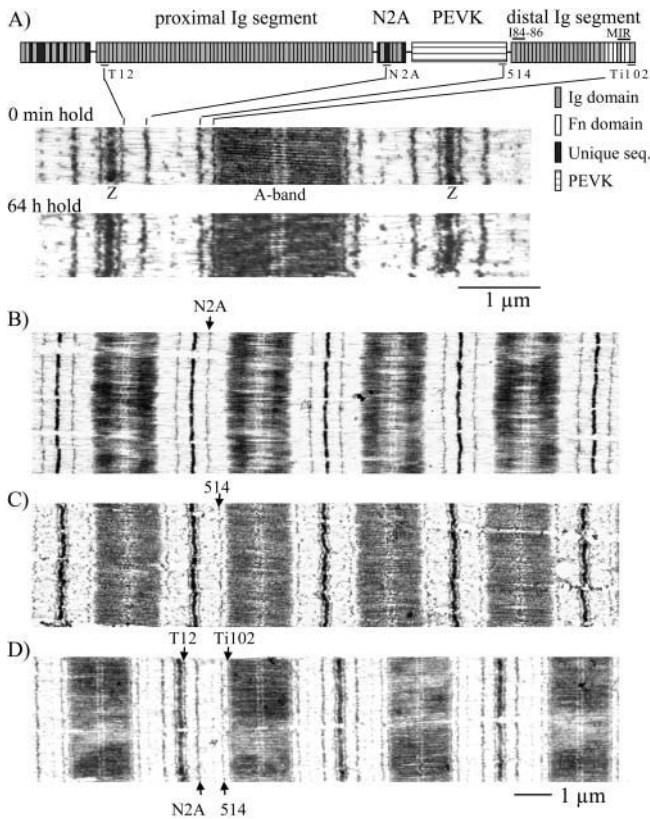 A)
proximal Ig segment N2A PEVK distal Ig segment
I84-86 MIR
T12 N2A 514 Ti102
0 min hold
Ig domain
Fn domain
Unique seq.
PEVK
Z A-band Z
64 h hold
1 µm
N2A
B)
514
C)
T12 Ti102
D)
N2A 514
1 µm